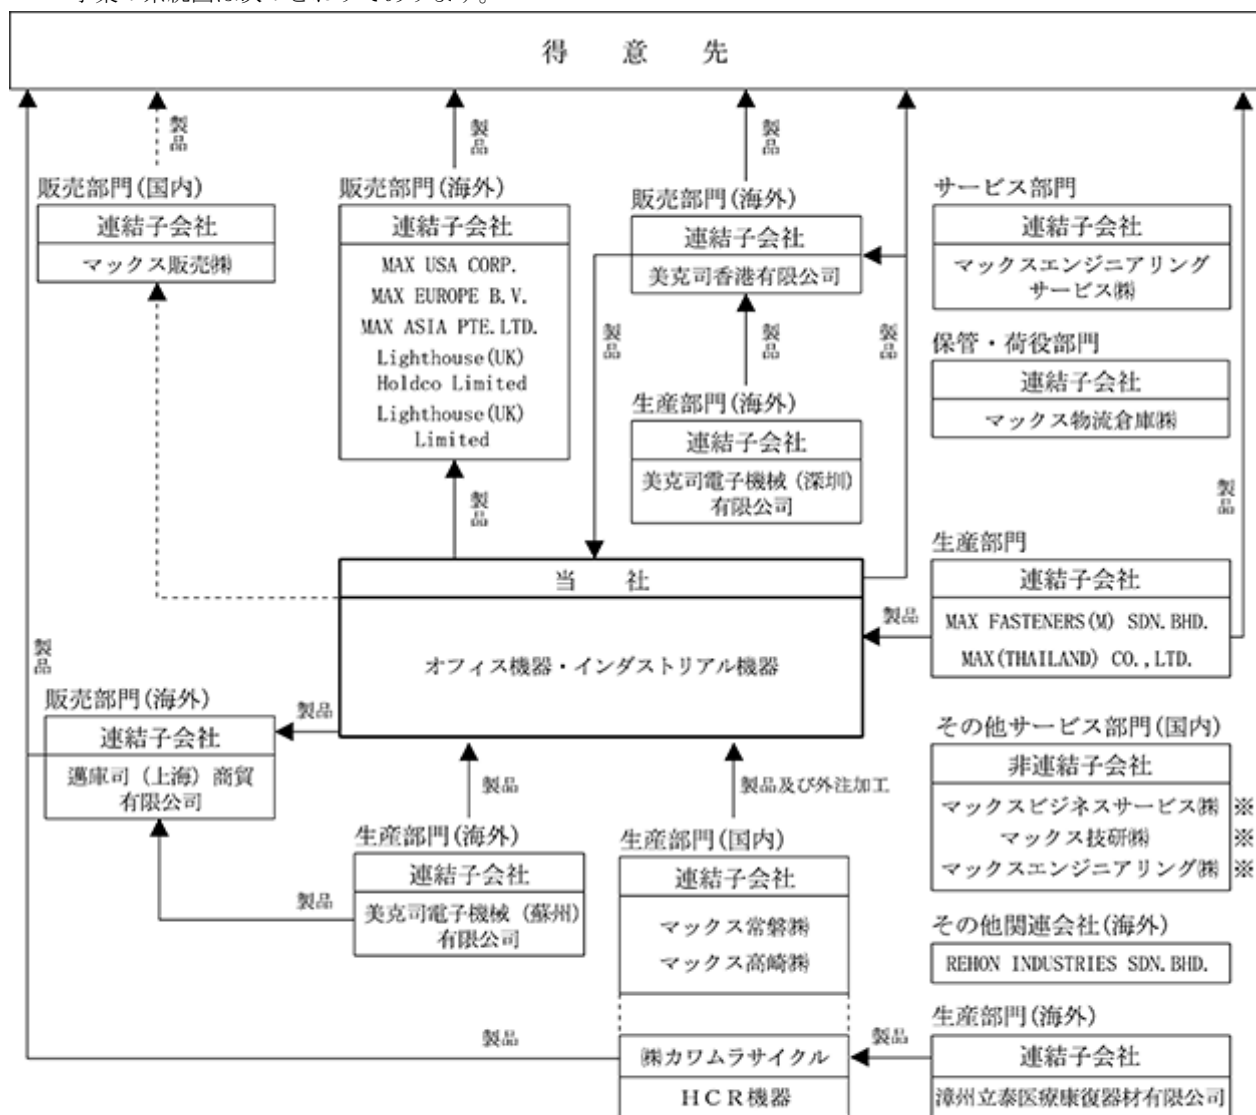 事業の系統図は次のとおりであります。
得意先
製品
製品
製品
販売部門(国内)
連結子会社
マックス販売㈱
販売部門(海外)
連結子会社
MAX USA CORP.
MAX EUROPE B.V.
MAX ASIA PTE.LTD.
Lighthouse(UK)
Holdco Limited
Lighthouse(UK)
Limited
販売部門(海外)
連結子会社
美克司香港有限公司
サービス部門
連結子会社
マックスエンジニアリング
サービス㈱
製品
製品
製品
保管・荷役部門
連結子会社
マックス物流倉庫㈱
生産部門(海外)
連結子会社
美克司電子機械（深圳）
有限公司
製品
製品
生産部門
連結子会社
MAX FASTENERS(M) SDN.BHD.
MAX(THAILAND) CO.,LTD.
当社
オフィス機器・インダストリアル機器
製品
製品
販売部門(海外)
連結子会社
邁庫司（上海）商貿
有限公司
製品
製品
製品及び外注加工
その他サービス部門(国内)
非連結子会社
マックスビジネスサービス㈱ ※
マックス技研㈱ ※
マックスエンジニアリング㈱ ※
生産部門(海外)
連結子会社
美克司電子機械（蘇州）
有限公司
製品
生産部門(国内)
連結子会社
マックス常磐㈱
マックス高崎㈱
その他関連会社(海外)
REHON INDUSTRIES SDN.BHD.
製品
㈱カワムラサイクル
ＨＣＲ機器
製品
生産部門(海外)
連結子会社
漳州立泰医療康復器材有限公司